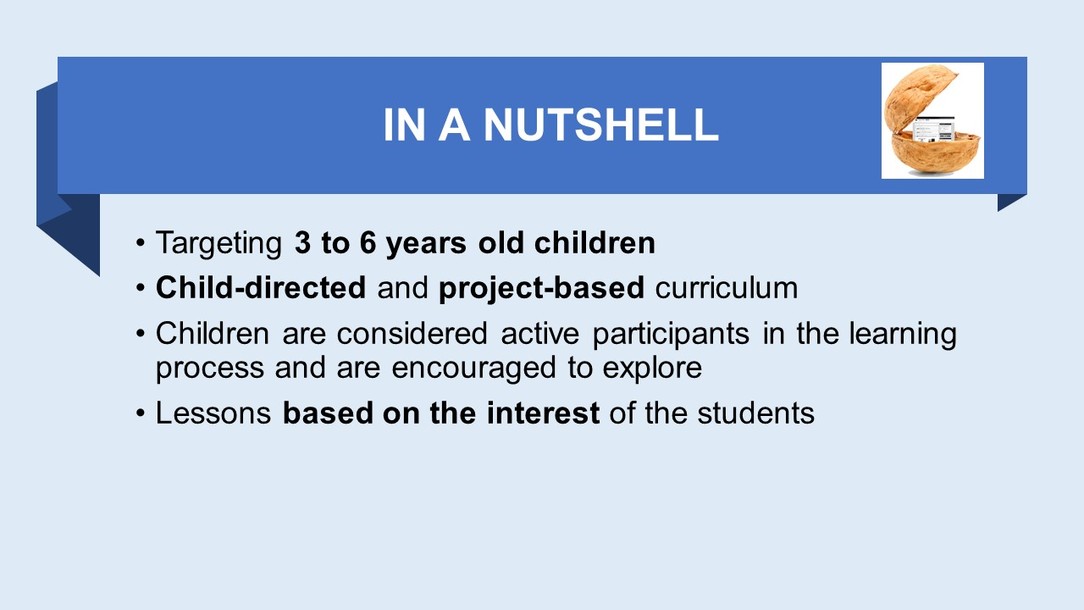 IN A NUTSHELL
• Targeting 3 to 6 years old children
• Child-directed and project-based curriculum
• Children are considered active participants in the learning
process and are encouraged to explore
• Lessons based on the interest of the students